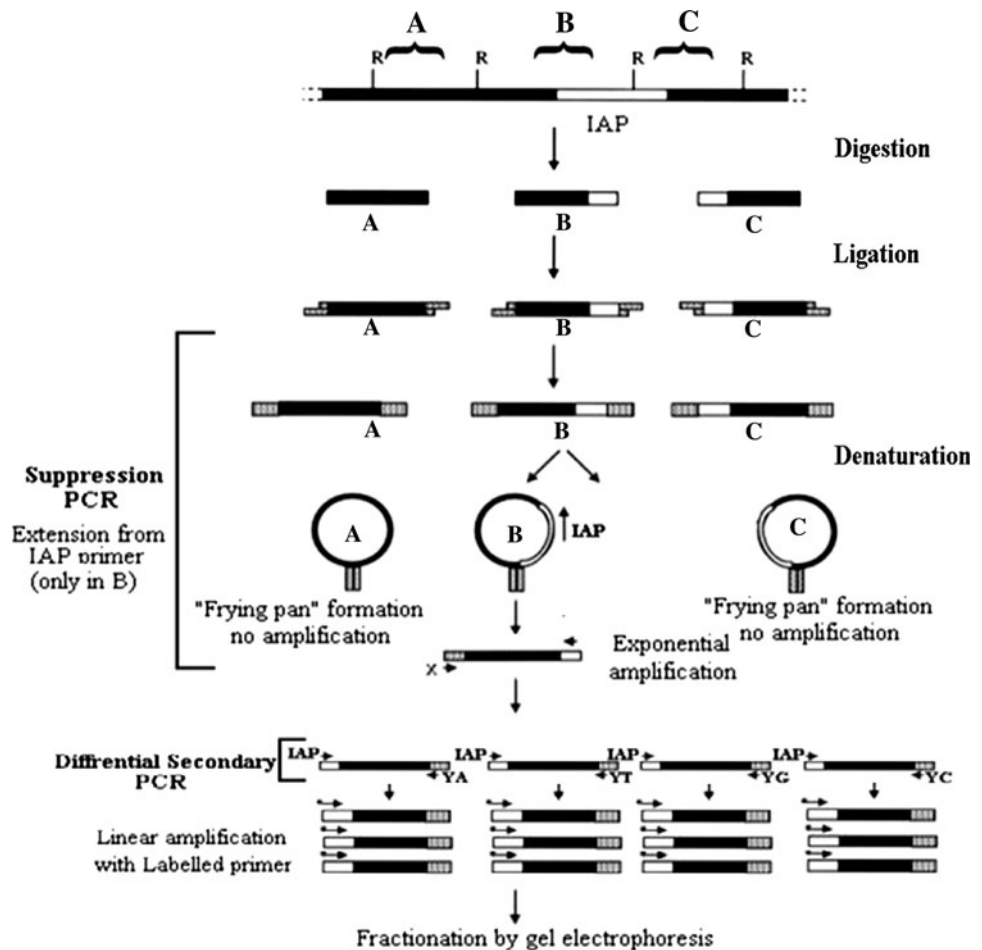 A B C
R R R R
IAP
Digestion
A B C
Ligation
A B C
A B C
Denaturation
Suppression
PCR
Extension from
IAP primer
(only in B)
A B IAP C
"Frying pan" formation
no amplification
"Frying pan" formation
no amplification
Exponential
amplification
X
Diffrential Secondary
PCR
IAP IAP IAP IAP
YA YT YG YC
Linear amplification
with Labelled primer
Fractionation by gel electrophoresis